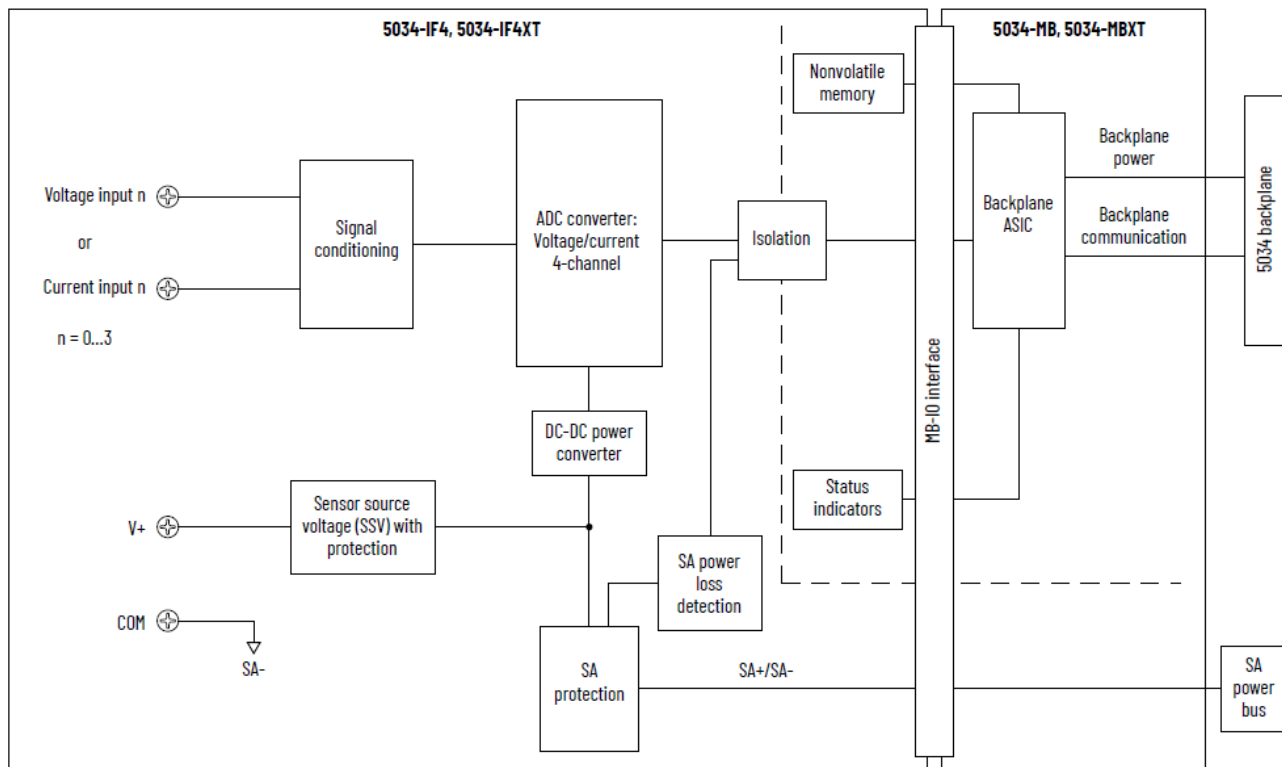 5034-IF4, 5034-IF4XT
5034-MB, 5034-MBXT
Nonvolatile
memory
Backplane
power
Voltage input n
or
Current input n
n = 0...3
Signal
conditioning
ADC converter:
Voltage/current
4-channel
Isolation
Backplane
ASIC
Backplane
communication
5034 backplane
MB-IO interface
DC-DC power
converter
Status
indicators
V+
Sensor source
voltage (SSV) with
protection
SA power
loss
detection
COM
SA-
SA
protection
SA+/SA-
SA
power
bus